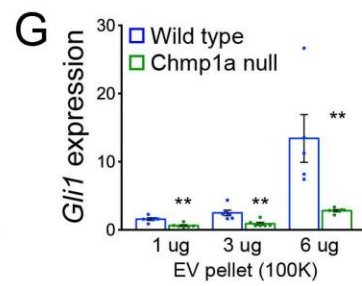 G
30
20
10
0
Gli1 expression
Wild type
Chmp1a null
**
**
**
1 ug 3 ug 6 ug
EV pellet (100K)